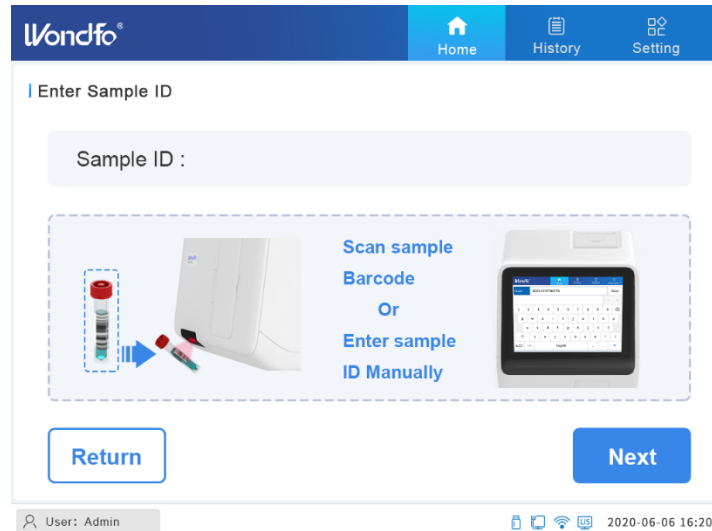 Wondfo®
Home
History
Setting
Enter Sample ID
Sample ID :
Scan sample
Barcode
Or
Enter sample
ID Manually
Return
Next
User: Admin
US
2020-06-06 16:20